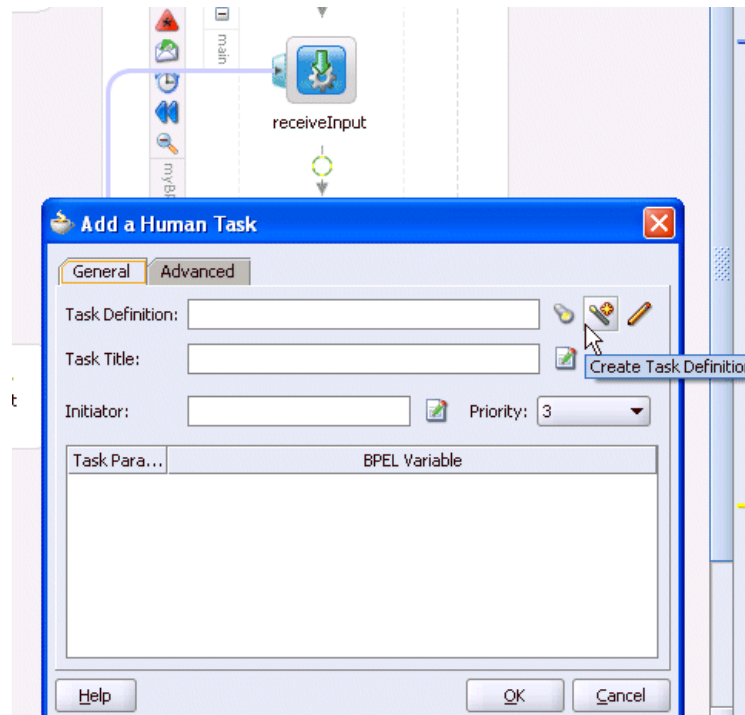 main
receiveInput
myBP
Add a Human Task
General Advanced
Task Definition:
Task Title:
Create Task Definitio
t
Initiator: Priority: 3
Task Para... BPEL Variable
Help OK Cancel